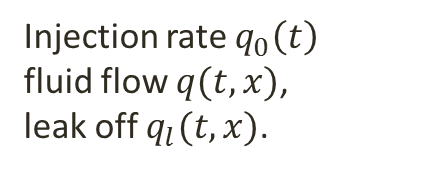 Injection rate q₀(t)
fluid flow q(t, x),
leak off qₗ(t, x).